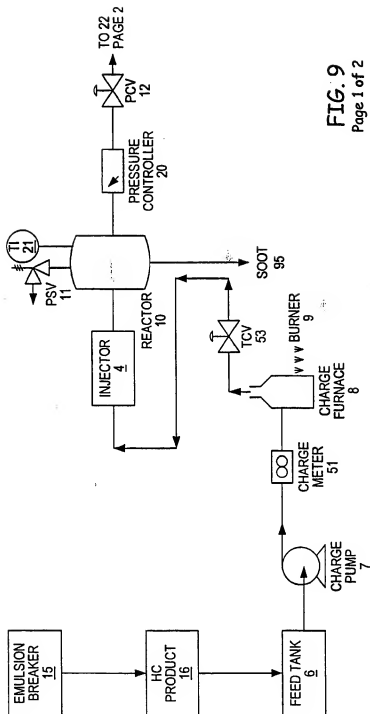 EMULSION
BREAKER
15
HC
PRODUCT
16
FEED TANK
6
CHARGE
PUMP
7
CHARGE
METER
51
CHARGE
FURNACE
8
BURNER
9
TCV
53
INJECTOR
4
REACTOR
10
PSV
11
TI
21
SOOT
95
PRESSURE
CONTROLLER
20
PCV
12
TO 22
PAGE 2
FIG. 9
Page 1 of 2